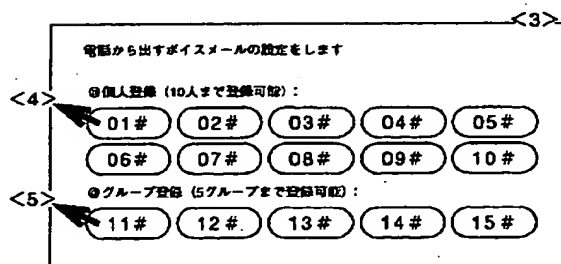 <3>
電話から出すボイスメールの設定をします
<4>
◎個人登録（10人まで登録可能）：
01# 02# 03# 04# 05#
06# 07# 08# 09# 10#
<5>
◎グループ登録（5グループまで登録可能）：
11# 12# 13# 14# 15#